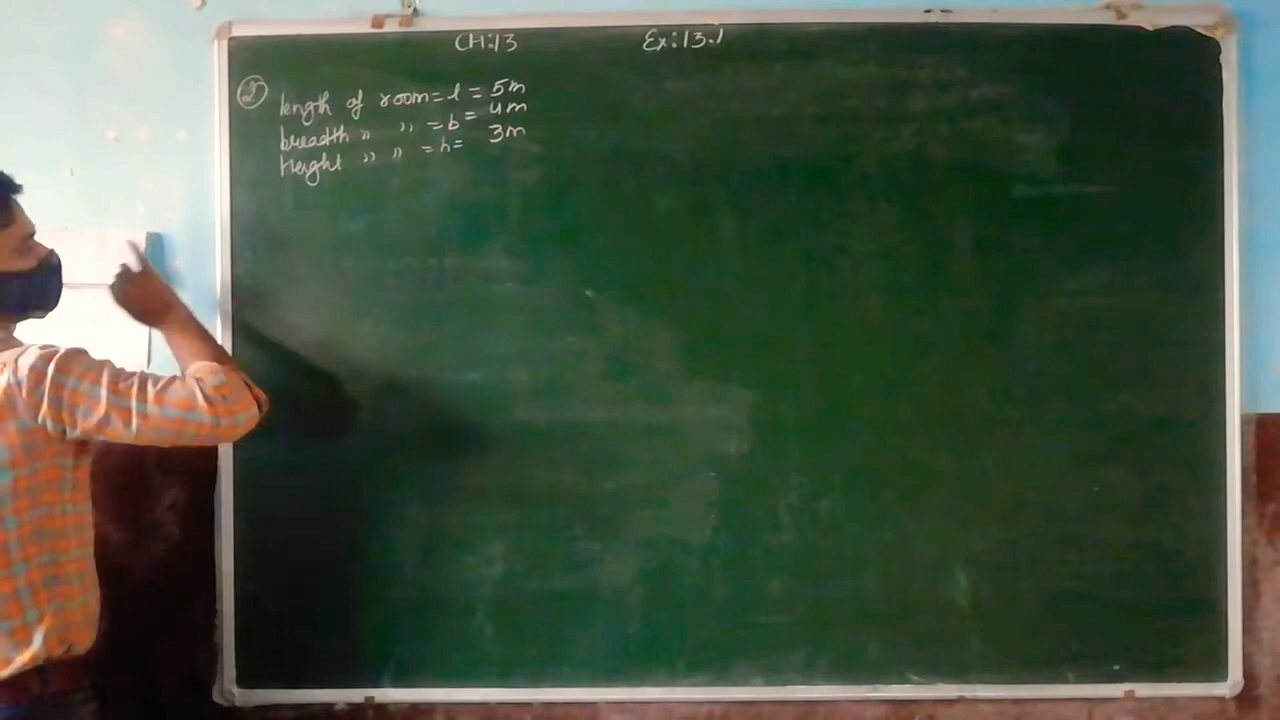 CH:13 Ex:13.1
② length of room = l = 5m
breadth " " = b = 4m
Height " " = h = 3m